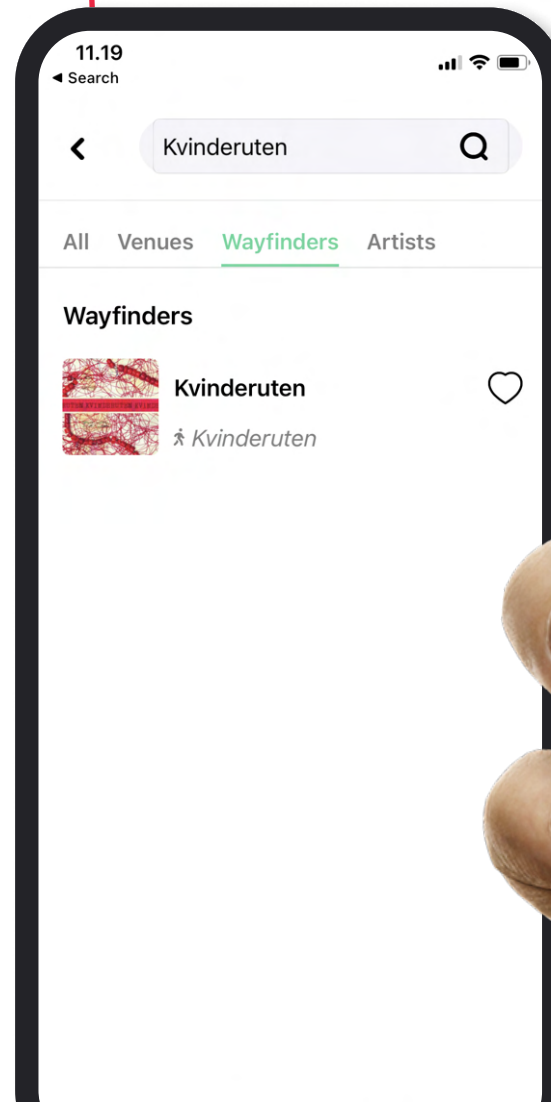 11.19
◀ Search
Kvinderuten
All Venues Wayfinders Artists
Wayfinders
Kvinderuten
Kvinderuten